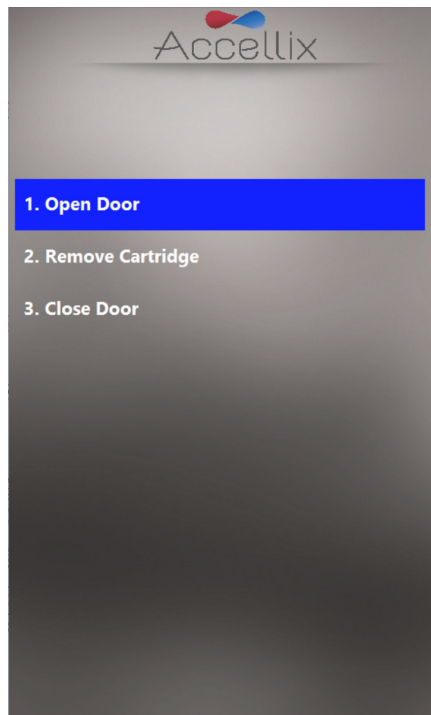 Accellix
1. Open Door
2. Remove Cartridge
3. Close Door